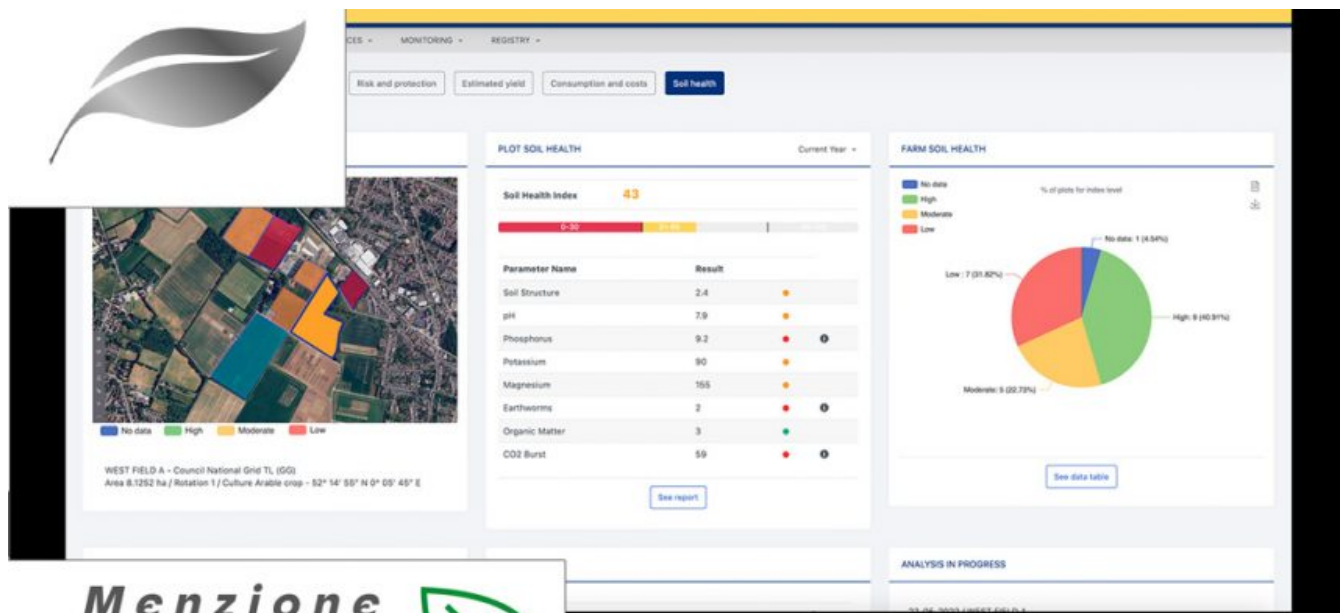 CES MONITORING REGISTRY
Risk and protection Estimated yield Consumption and costs Soil health
PLOT SOIL HEALTH Current Year
Soil Health Index 43
0-30
Parameter Name Result
Soil Structure 2.4
pH 7.9
Phosphorus 9.2
Potassium 90
Magnesium 155
Earthworms 2
Organic Matter 3
CO2 Burst 59
See report
FARM SOIL HEALTH
No data
High
Moderate
Low
% of plots for index level
No data: 1 (4.54%)
Low : 7 (31.82%)
High: 9 (40.91%)
Moderate: 5 (22.73%)
See data table
No data High Moderate Low
WEST FIELD A - Council National Grid TL (GG)
Area 8.1252 ha / Rotation 1 / Culture Arable crop - 52° 14' 55" N 0° 05' 45" E
ANALYSIS IN PROGRESS
23-05-2022 / WEST FIELD A
Menzione